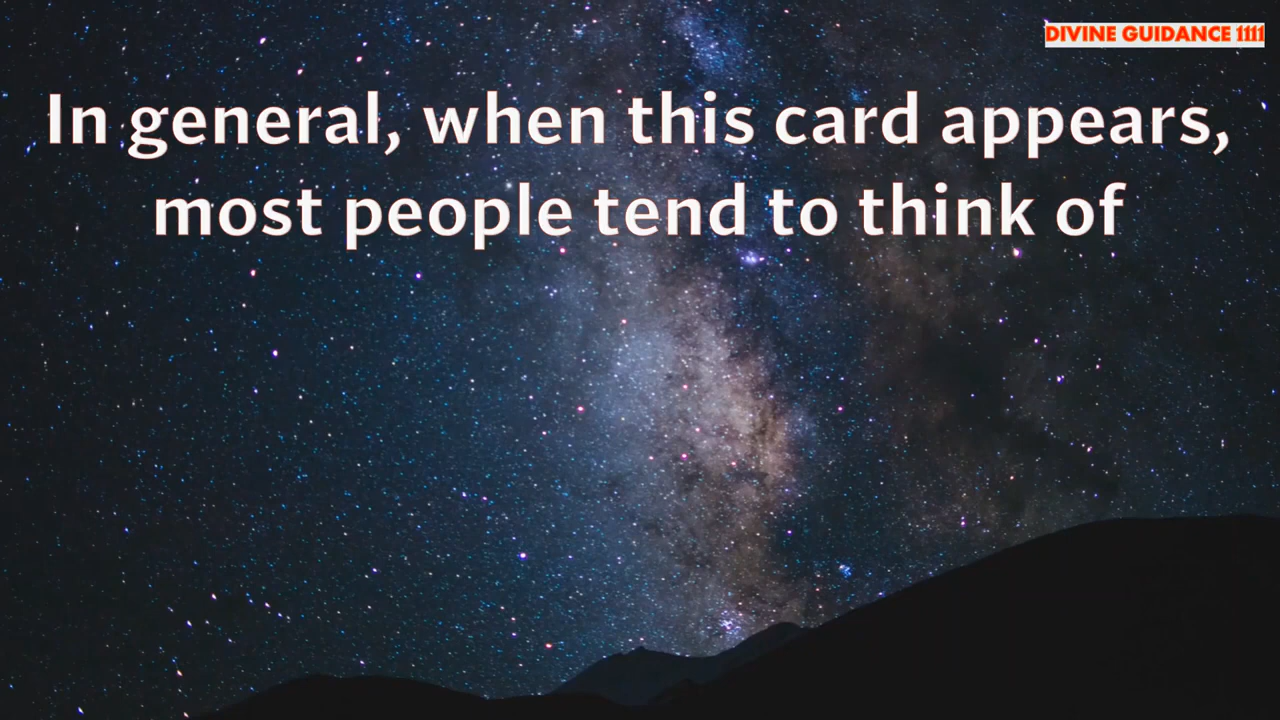 DIVINE GUIDANCE 1111
In general, when this card appears,
most people tend to think of